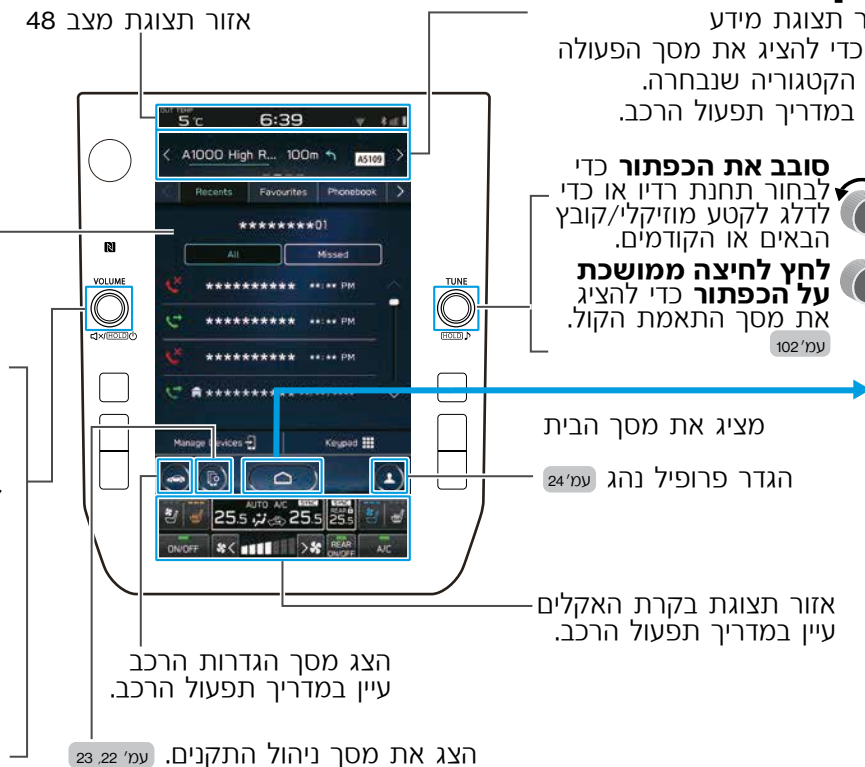 אזור תצוגת מצב 48
ר תצוגת מידע
כדי להציג את מסך הפעולה
הקטגוריה שנבחרה.
במדריך תפעול הרכב.
סובב את הכפתור כדי
לבחור תחנת רדיו או כדי
לדלג לקטע מוזיקלי/קובץ
הבאים או הקודמים.
לחץ לחיצה ממושכת
על הכפתור כדי להציג
את מסך התאמת הקול.
עמ' 102
OUT TEMP
5 °C 6:39
A1000 High R... 100m A5109
Recents Favourites Phonebook
********01
All Missed
********** **:** PM
********** **:** PM
********** **:** PM
VOLUME
HOLD
TUNE
HOLD
Manage Devices Keypad
AUTO A/C SYNC SYNC
25.5 25.5 REAR 25.5
ON/OFF REAR ON/OFF A/C
מציג את מסך הבית
הגדר פרופיל נהג עמ' 24
אזור תצוגת בקרת האקלים
עיין במדריך תפעול הרכב.
הצג מסך הגדרות הרכב
עיין במדריך תפעול הרכב.
הצג את מסך ניהול התקנים. עמ' 22, 23